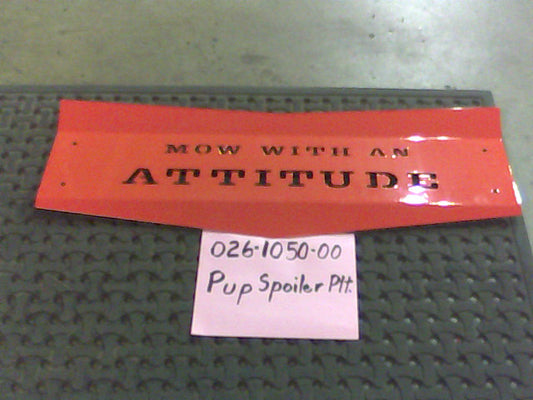 MOW WITH AN
ATTITUDE
026-1050-00
Pup Spoiler Plt.